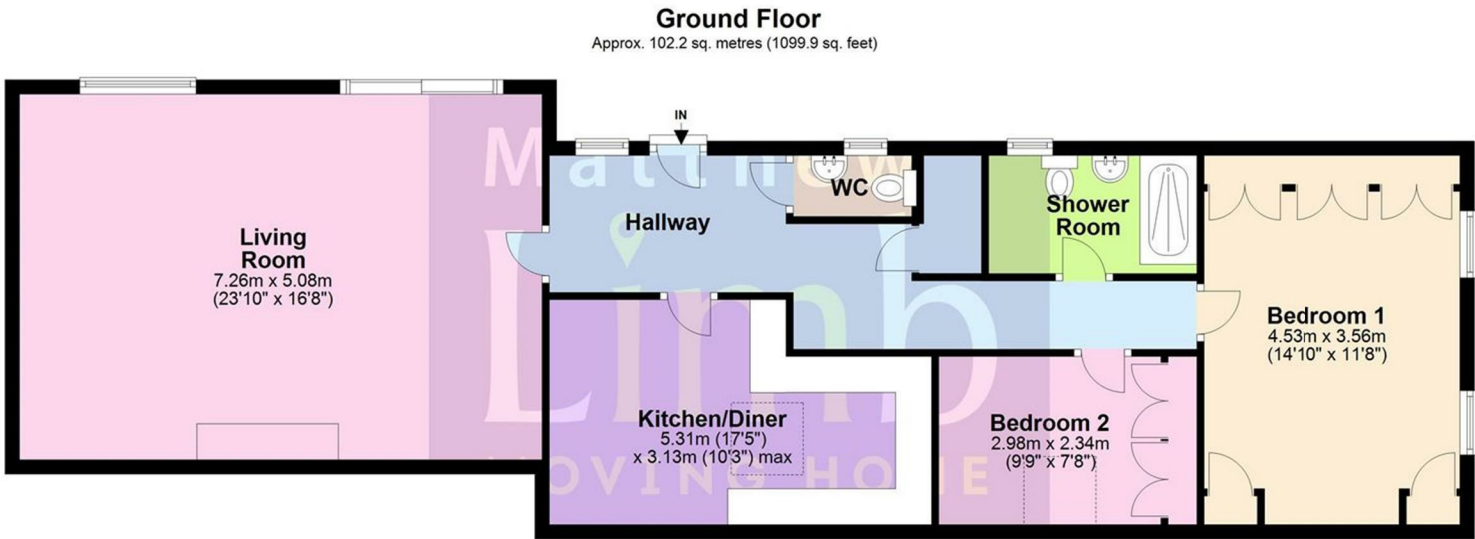 Ground Floor
Approx. 102.2 sq. metres (1099.9 sq. feet)
IN
Matthew
Limb
MOVING HOME
WC
Hallway
Shower
Room
Living
Room
7.26m x 5.08m
(23'10" x 16'8")
Bedroom 1
4.53m x 3.56m
(14'10" x 11'8")
Kitchen/Diner
5.31m (17'5")
x 3.13m (10'3") max
Bedroom 2
2.98m x 2.34m
(9'9" x 7'8")